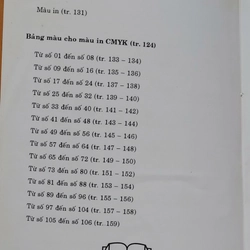 Màu in (tr. 131)
Bảng màu cho màu in CMYK (tr. 124)
Từ số 01 đến số 08 (tr. 133 – 134)
Từ số 09 đến số 16 (tr. 135 – 136)
Từ số 17 đến số 24 (tr. 137 – 138)
Từ số 25 đến số 32 (tr. 139 – 140)
Từ số 33 đến số 40 (tr. 141 – 142)
Từ số 41 đến số 48 (tr. 143 – 144)
Từ số 49 đến số 56 (tr. 145 – 146)
Từ số 57 đến số 64 (tr. 147 – 148)
Từ số 65 đến số 72 (tr. 149 – 150)
Từ số 73 đến số 80 (tr. 151 – 152)
Từ số 81 đến số 88 (tr. 153 – 154)
Từ số 89 đến số 96 (tr. 155 – 156)
Từ số 97 đến số 104 (tr. 157 – 158)
Từ số 105 đến số 106 (tr. 159)